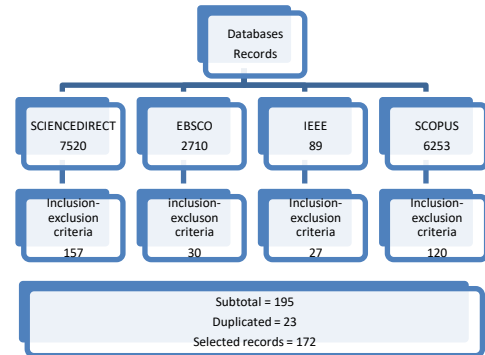 Databases
Records
SCIENCEDIRECT
7520
EBSCO
2710
IEEE
89
SCOPUS
6253
Inclusion-
exclusion
criteria
157
inclusion-
excluson
criteria
30
Inclusion-
exclusion
criteria
27
Inclusion-
exclusion
criteria
120
Subtotal = 195
Duplicated = 23
Selected records = 172